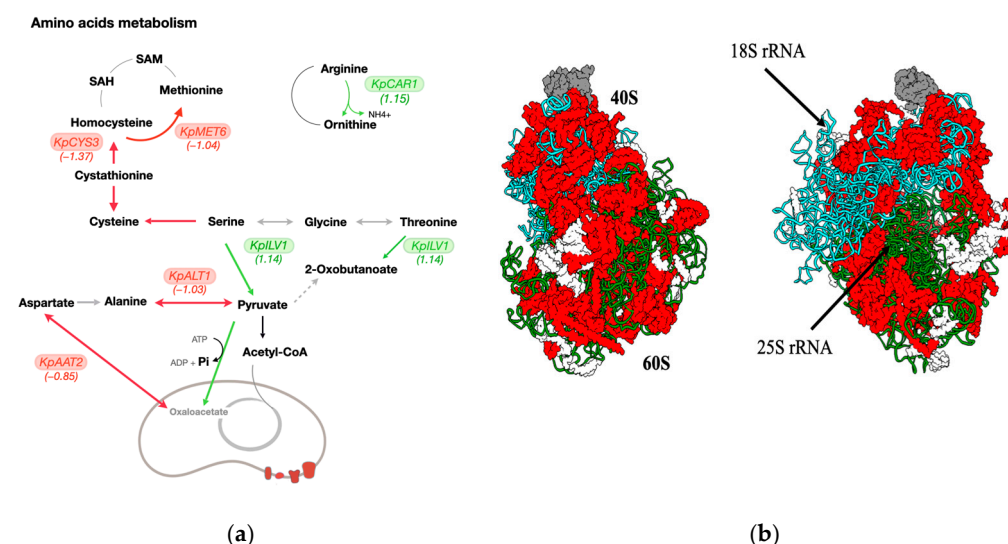 Amino acids metabolism
SAM
SAH
Methionine
Homocysteine
KpCYS3
(−1.37)
KpMET6
(−1.04)
Cystathionine
Cysteine
Serine
Glycine
Threonine
Arginine
KpCAR1
(1.15)
NH4+
Ornithine
KpILV1
(1.14)
KpILV1
(1.14)
2-Oxobutanoate
KpALT1
(−1.03)
Aspartate
Alanine
Pyruvate
ATP
ADP + Pi
Acetyl-CoA
KpAAT2
(−0.85)
Oxaloacetate
(a)
40S
60S
18S rRNA
25S rRNA
(b)